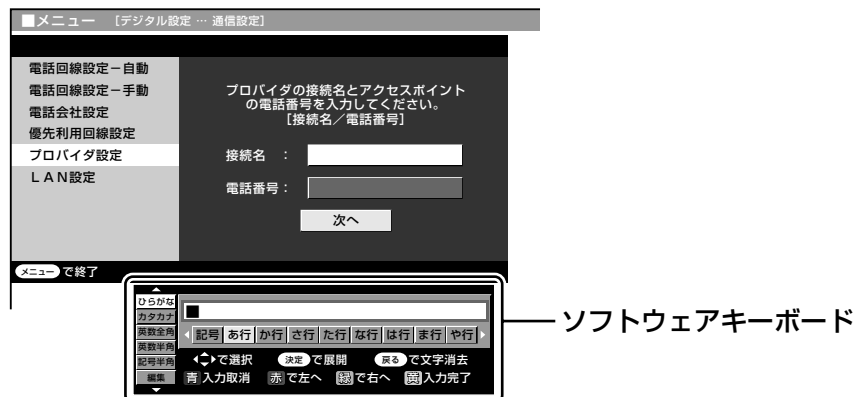 ■メニュー ［デジタル設定 … 通信設定］
電話回線設定－自動
電話回線設定－手動
電話会社設定
優先利用回線設定
プロバイダ設定
ＬＡＮ設定
プロバイダの接続名とアクセスポイント
の電話番号を入力してください。
［接続名／電話番号］
接続名 ：
電話番号：
次へ
メニュー で終了
ひらがな
カタカナ
英数全角
英数半角
記号半角
編集
記号 あ行 か行 さ行 た行 な行 は行 ま行 や行
で選択 決定 で展開 戻る で文字消去
青 入力取消 赤 で左へ 緑 で右へ 黄 入力完了
ソフトウェアキーボード